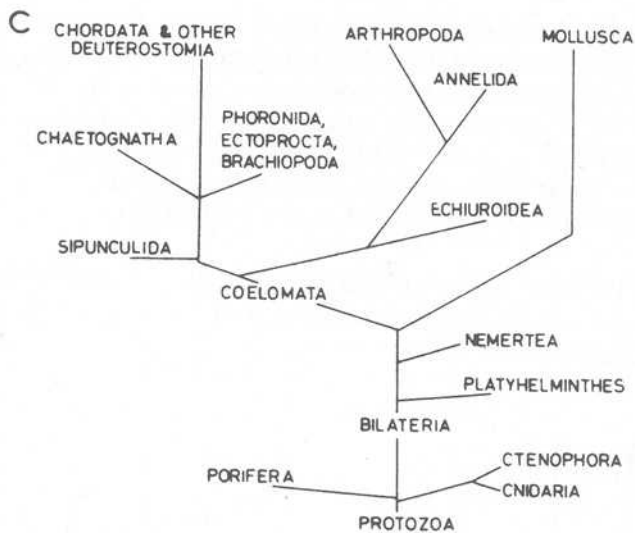 C
CHORDATA & OTHER
DEUTEROSTOMIA
ARTHROPODA
MOLLUSCA
ANNELIDA
CHAETOGNATHA
PHORONIDA,
ECTOPROCTA,
BRACHIOPODA
ECHIUROIDEA
SIPUNCULIDA
COELOMATA
NEMERTEA
PLATYHELMINTHES
BILATERIA
CTENOPHORA
PORIFERA
CNIDARIA
PROTOZOA